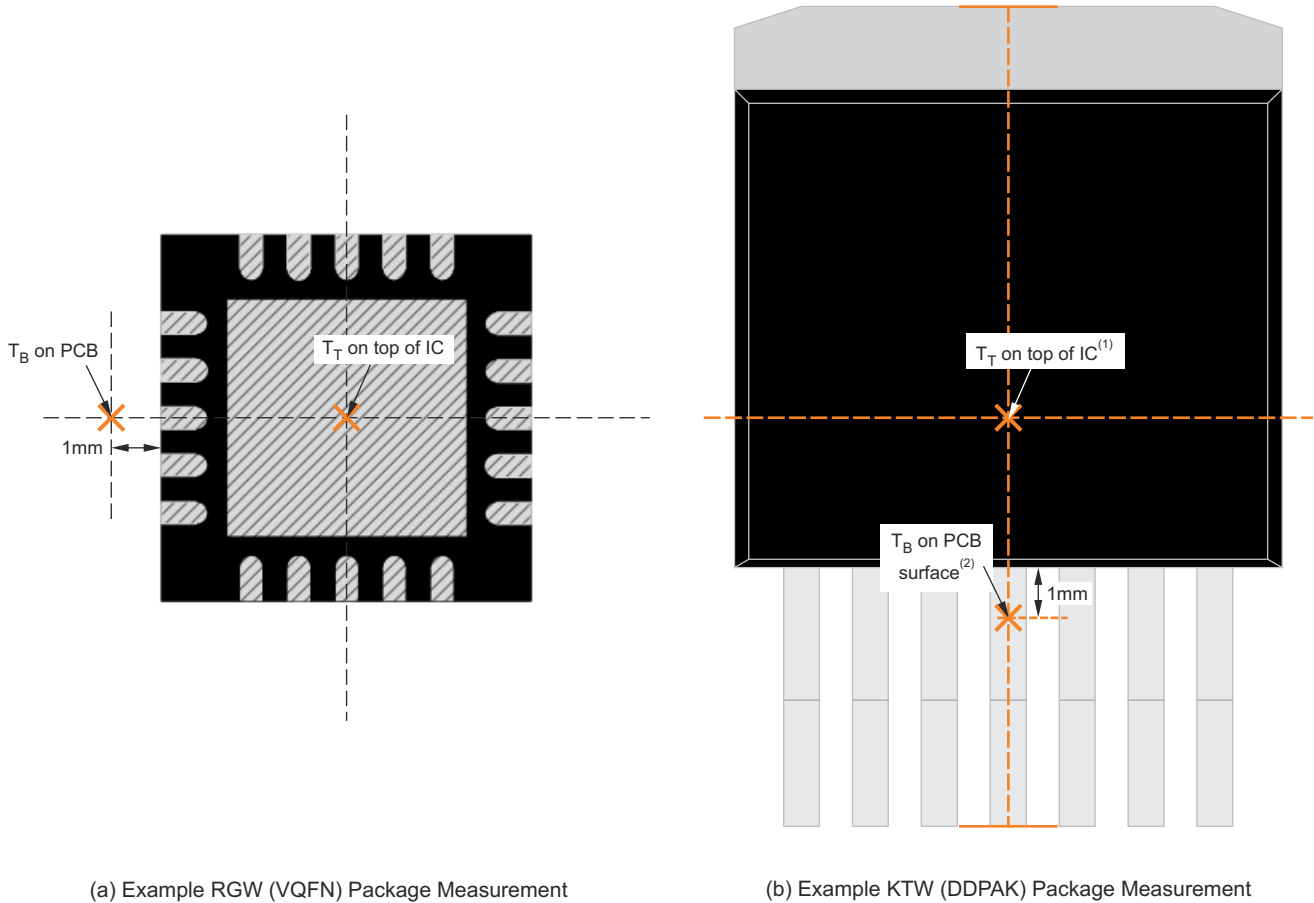 T_B on PCB
1mm
T_T on top of IC
(a) Example RGW (VQFN) Package Measurement
T_T on top of IC(1)
T_B on PCB
surface(2)
1mm
(b) Example KTW (DDPAK) Package Measurement